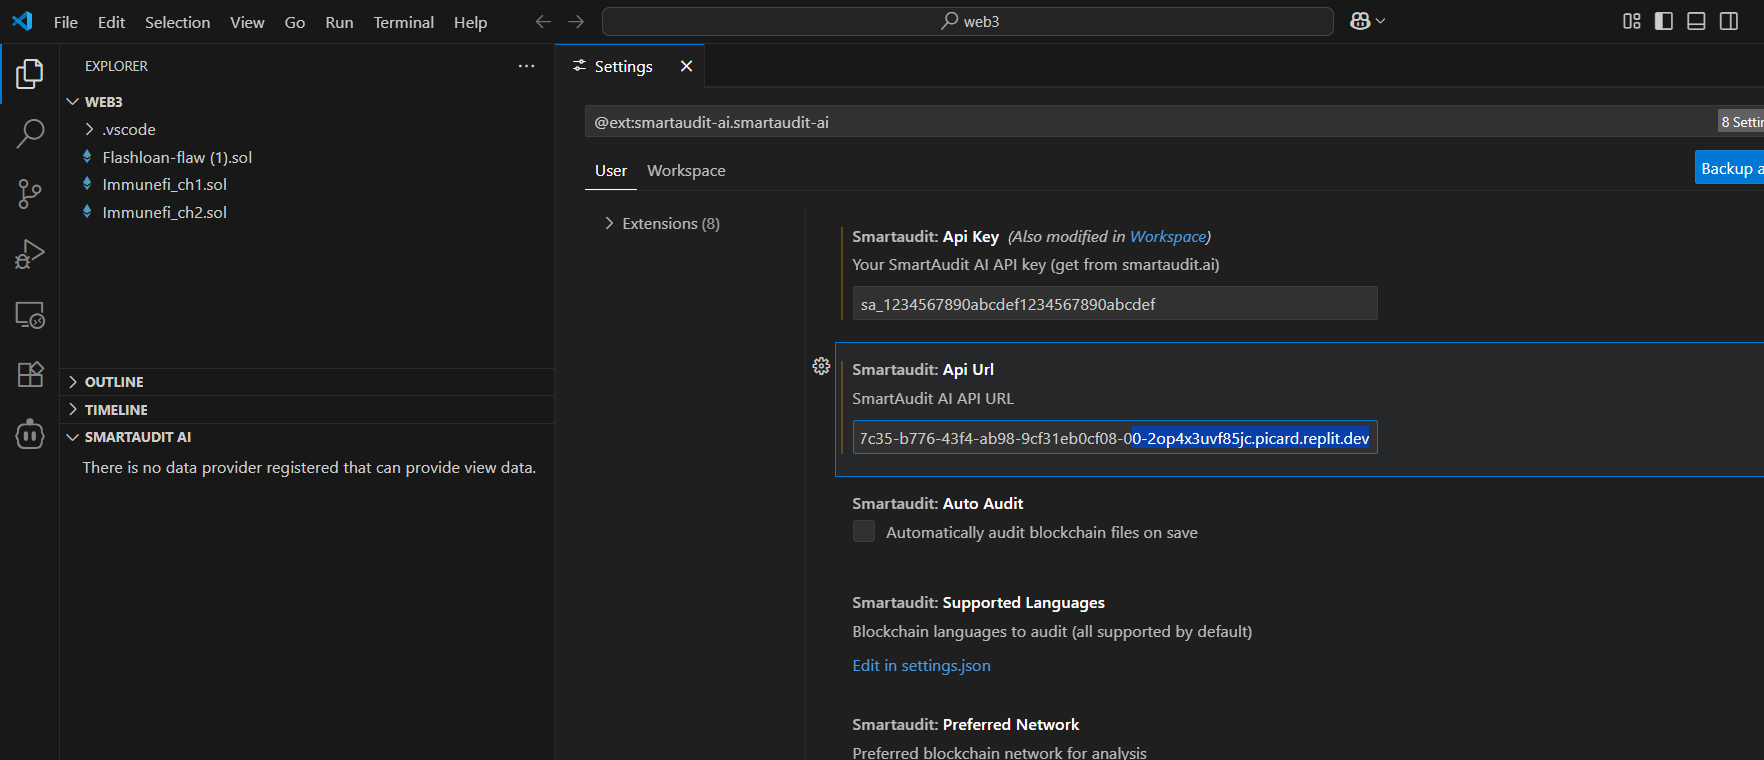 File Edit Selection View Go Run Terminal Help
web3
EXPLORER
WEB3
.vscode
Flashloan-flaw (1).sol
Immunefi_ch1.sol
Immunefi_ch2.sol
OUTLINE
TIMELINE
SMARTAUDIT AI
There is no data provider registered that can provide view data.
Settings
@ext:smartaudit-ai.smartaudit-ai
8 Settin
User Workspace
Backup a
Extensions (8)
Smartaudit: Api Key (Also modified in Workspace)
Your SmartAudit AI API key (get from smartaudit.ai)
sa_1234567890abcdef1234567890abcdef
Smartaudit: Api Url
SmartAudit AI API URL
7c35-b776-43f4-ab98-9cf31eb0cf08-00-2op4x3uvf85jc.picard.replit.dev
Smartaudit: Auto Audit
Automatically audit blockchain files on save
Smartaudit: Supported Languages
Blockchain languages to audit (all supported by default)
Edit in settings.json
Smartaudit: Preferred Network
Preferred blockchain network for analysis